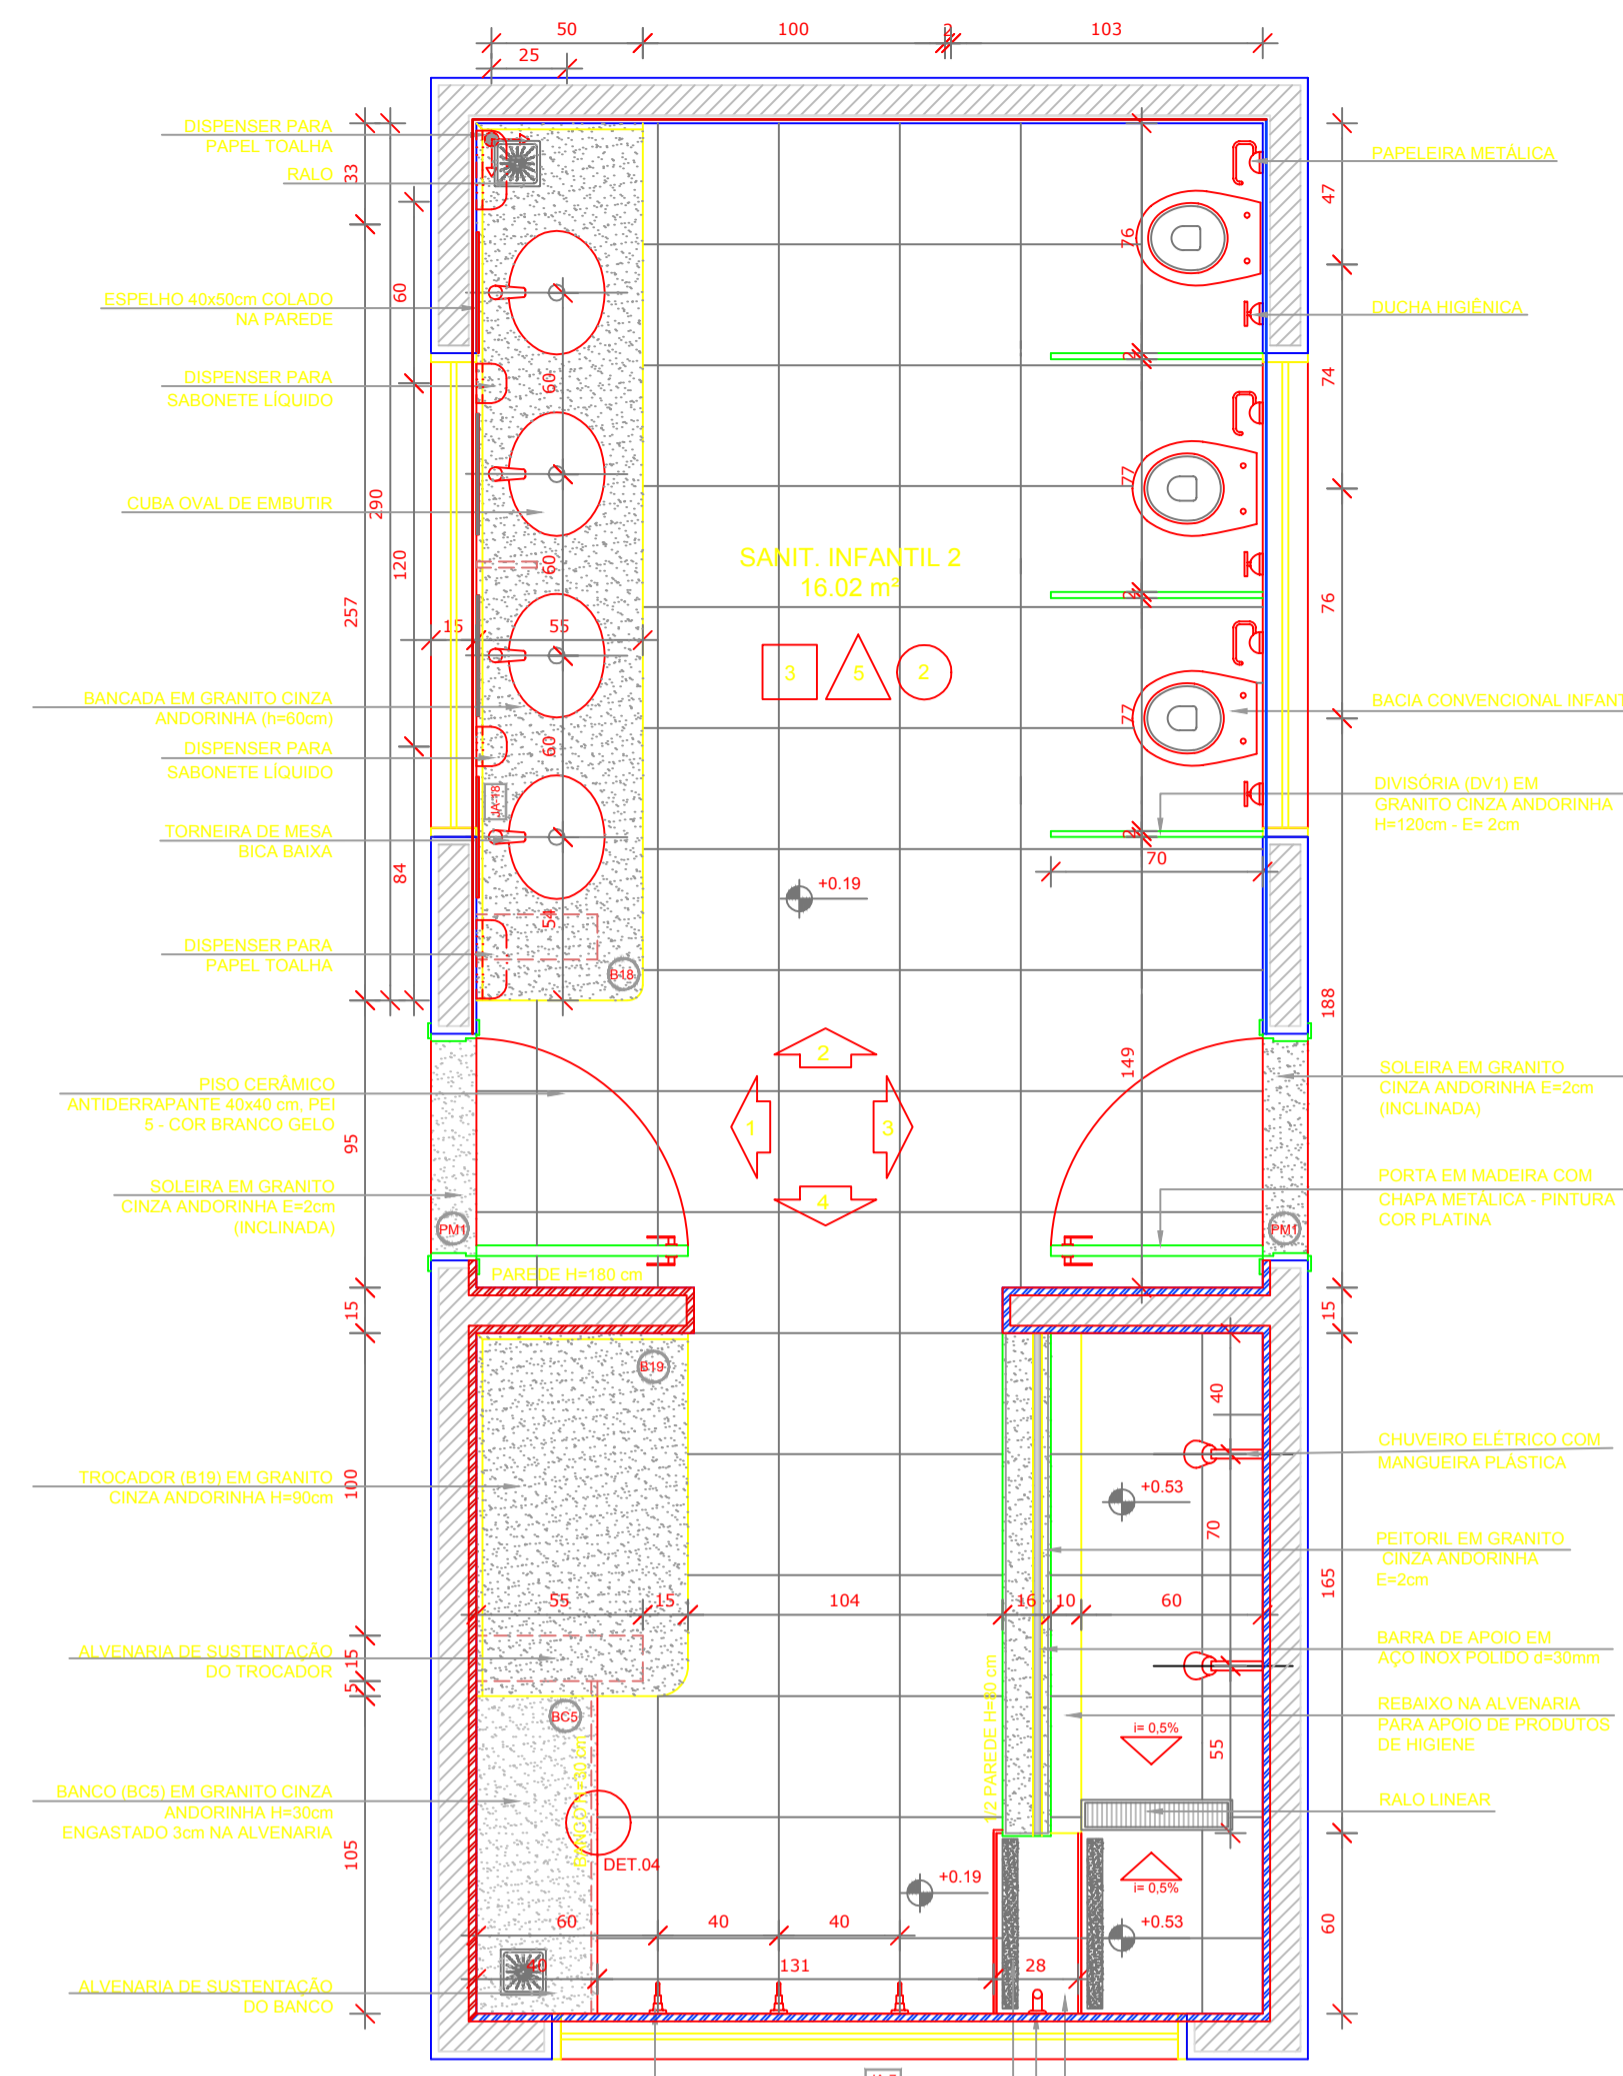 50
100
2
103
25
DISPENSER PARA
PAPEL TOALHA
RALO
33
PAPELEIRA METÁLICA
47
76
ESPELHO 40x50cm COLADO
NA PAREDE
60
DUCHA HIGIÊNICA
2
DISPENSER PARA
SABONETE LÍQUIDO
60
74
CUBA OVAL DE EMBUTIR
290
77
120
60
SANIT. INFANTIL 2
16.02 m²
2
76
257
15
55
3
5
2
BANCADA EM GRANITO CINZA
ANDORINHA (h=60cm)
77
BACIA CONVENCIONAL INFANT
DISPENSER PARA
SABONETE LÍQUIDO
60
JA-18
DIVISÓRIA (DV1) EM
GRANITO CINZA ANDORINHA
H=120cm - E= 2cm
TORNEIRA DE MESA
BICA BAIXA
2
84
70
+0.19
54
DISPENSER PARA
PAPEL TOALHA
B18
188
2
149
PISO CERÂMICO
ANTIDERRAPANTE 40x40 cm, PEI
5 - COR BRANCO GELO
SOLEIRA EM GRANITO
CINZA ANDORINHA E=2cm
(INCLINADA)
1
3
95
SOLEIRA EM GRANITO
CINZA ANDORINHA E=2cm
(INCLINADA)
PORTA EM MADEIRA COM
CHAPA METÁLICA - PINTURA
COR PLATINA
4
PM1
PM1
PAREDE H=180 cm
15
15
B19
40
TROCADOR (B19) EM GRANITO
CINZA ANDORINHA H=90cm
100
CHUVEIRO ELÉTRICO COM
MANGUEIRA PLÁSTICA
+0.53
70
PEITORIL EM GRANITO
CINZA ANDORINHA
E=2cm
165
55
15
104
16
10
60
ALVENARIA DE SUSTENTAÇÃO
DO TROCADOR
15
5
BARRA DE APOIO EM
AÇO INOX POLIDO d=30mm
BC5
REBAIXO NA ALVENARIA
PARA APOIO DE PRODUTOS
DE HIGIENE
i= 0,5%
55
1/2 PAREDE H=80 cm
BANCO H=30 cm
BANCO (BC5) EM GRANITO CINZA
ANDORINHA H=30cm
ENGASTADO 3cm NA ALVENARIA
RALO LINEAR
105
DET.04
+0.19
i= 0,5%
60
40
40
+0.53
60
40
131
28
ALVENARIA DE SUSTENTAÇÃO
DO BANCO